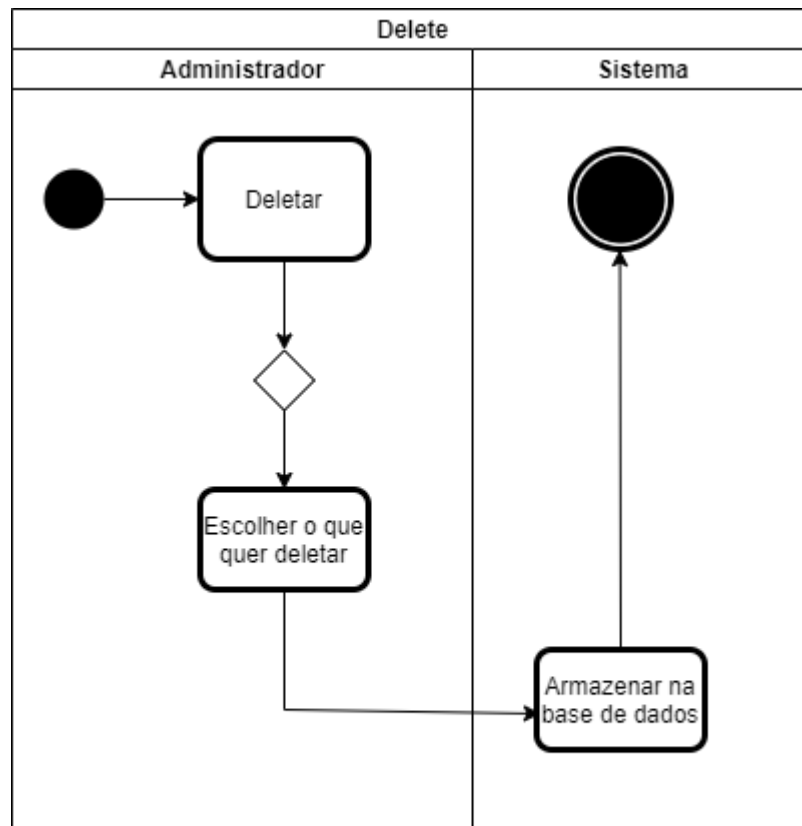 Delete
Administrador
Sistema
Deletar
Escolher o que
quer deletar
Armazenar na
base de dados